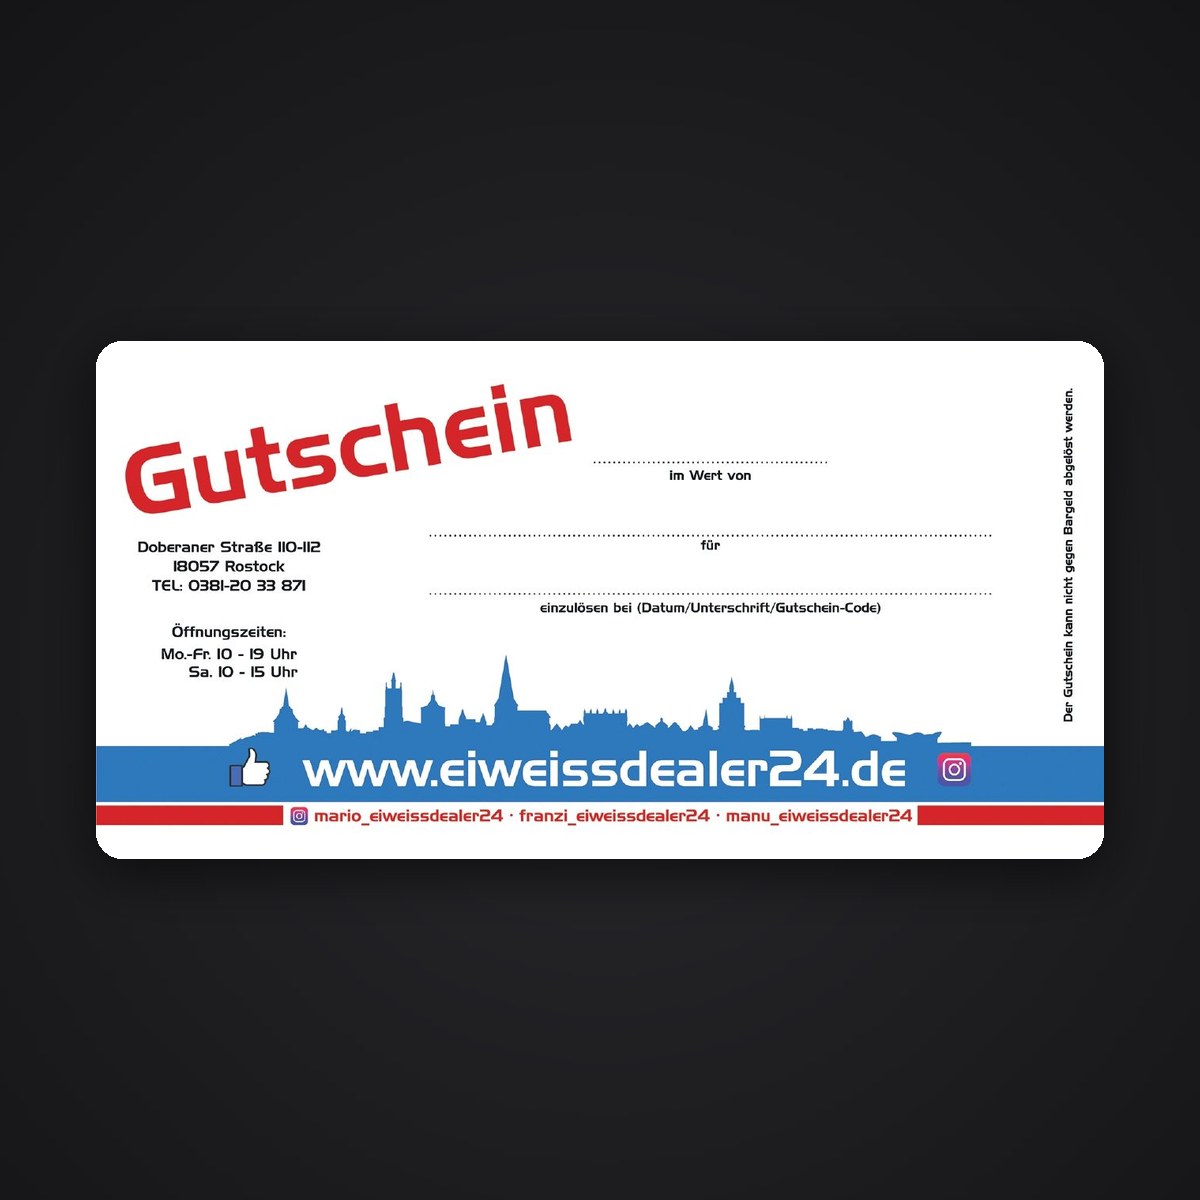 Gutschein
im Wert von
für
einzulösen bei (Datum/Unterschrift/Gutschein-Code)
Doberaner Straße 110-112
18057 Rostock
TEL: 0381-20 33 871
Öffnungszeiten:
Mo.-Fr. 10 - 19 Uhr
Sa. 10 - 15 Uhr
Der Gutschein kann nicht gegen Bargeld abgelöst werden.
www.eiweissdealer24.de
mario_eiweissdealer24 · franzi_eiweissdealer24 · manu_eiweissdealer24